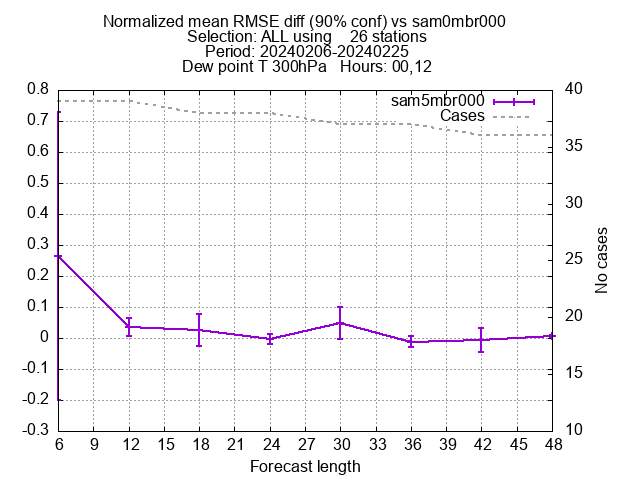 Normalized mean RMSE diff (90% conf) vs sam0mbr000
Selection: ALL using    26 stations
Period: 20240206-20240225
Dew point T 300hPa   Hours: 00,12
sam5mbr000
Cases
0.8
0.7
0.6
0.5
0.4
0.3
0.2
0.1
0
-0.1
-0.2
-0.3
40
35
30
25
20
15
10
No cases
6 9 12 15 18 21 24 27 30 33 36 39 42 45 48
Forecast length